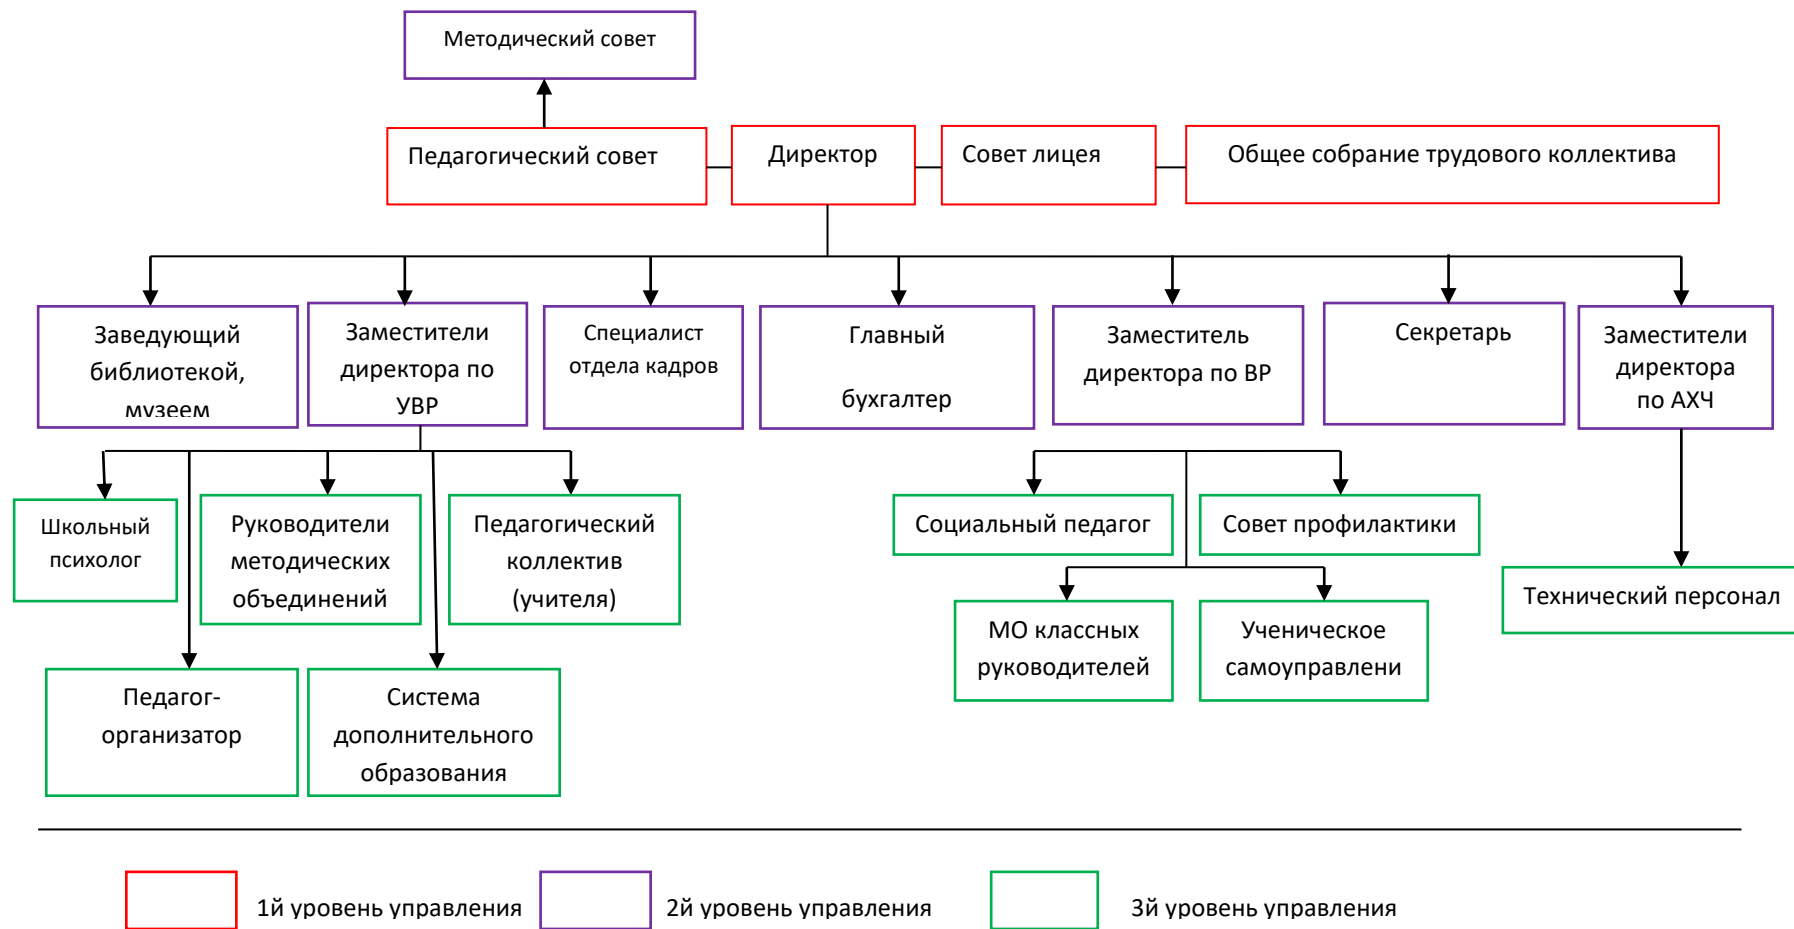 Методический совет
Педагогический совет
Директор
Совет лицея
Общее собрание трудового коллектива
Заведующий
библиотекой,
музеем
Заместители
директора по
УВР
Специалист
отдела кадров
Главный
бухгалтер
Заместитель
директора по ВР
Секретарь
Заместители
директора
по АХЧ
Школьный
психолог
Руководители
методических
объединений
Педагогический
коллектив
(учителя)
Социальный педагог
Совет профилактики
МО классных
руководителей
Ученическое
самоуправлени
Технический персонал
Педагог-
организатор
Система
дополнительного
образования
1й уровень управления
2й уровень управления
3й уровень управления